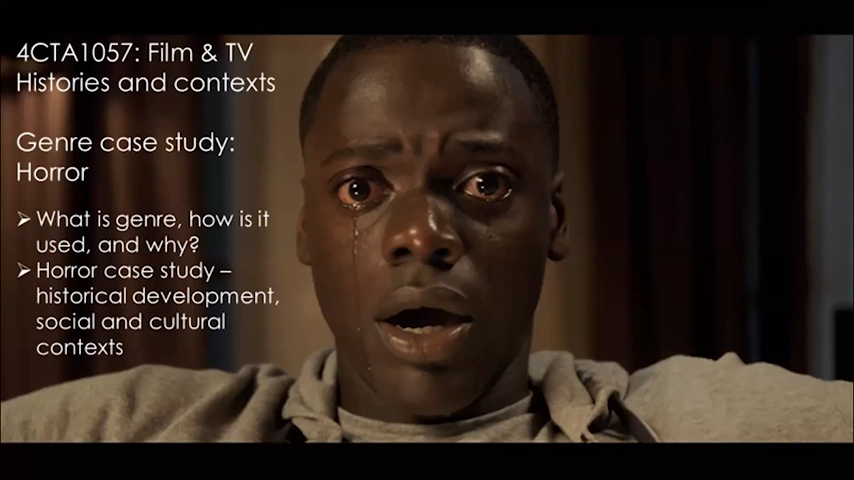 4CTA1057: Film & TV
Histories and contexts
Genre case study:
Horror
➢ What is genre, how is it
used, and why?
➢ Horror case study –
historical development,
social and cultural
contexts